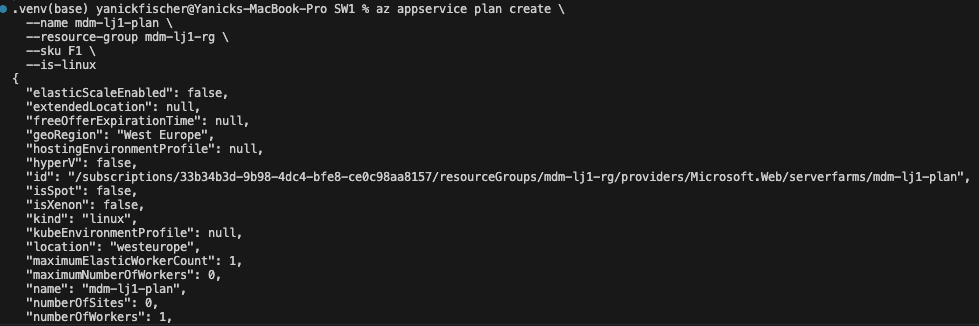 .venv(base) yanickfischer@Yanicks-MacBook-Pro SW1 % az appservice plan create \
  --name mdm-lj1-plan \
  --resource-group mdm-lj1-rg \
  --sku F1 \
  --is-linux
{
  "elasticScaleEnabled": false,
  "extendedLocation": null,
  "freeOfferExpirationTime": null,
  "geoRegion": "West Europe",
  "hostingEnvironmentProfile": null,
  "hyperV": false,
  "id": "/subscriptions/33b34b3d-9b98-4dc4-bfe8-ce0c98aa8157/resourceGroups/mdm-lj1-rg/providers/Microsoft.Web/serverfarms/mdm-lj1-plan",
  "isSpot": false,
  "isXenon": false,
  "kind": "linux",
  "kubeEnvironmentProfile": null,
  "location": "westeurope",
  "maximumElasticWorkerCount": 1,
  "maximumNumberOfWorkers": 0,
  "name": "mdm-lj1-plan",
  "numberOfSites": 0,
  "numberOfWorkers": 1,